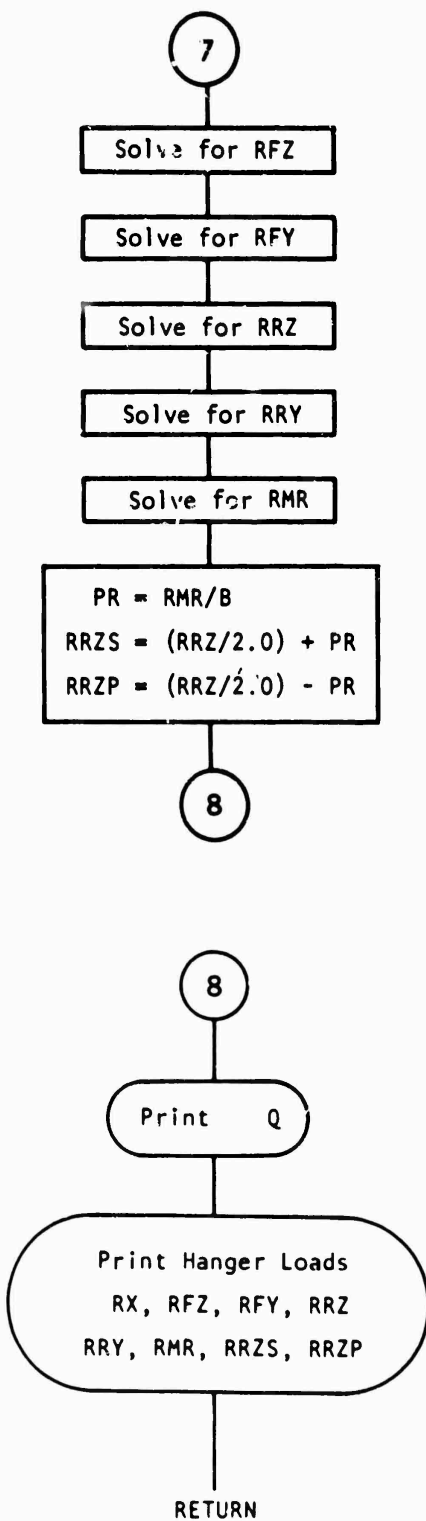 7
Solve for RFZ
Solve for RFY
Solve for RRZ
Solve for RRY
Solve for RMR
PR = RMR/B
RRZS = (RRZ/2.0) + PR
RRZP = (RRZ/2.0) - PR
8
8
Print Q
Print Hanger Loads
RX, RFZ, RFY, RRZ
RRY, RMR, RRZS, RRZP
RETURN